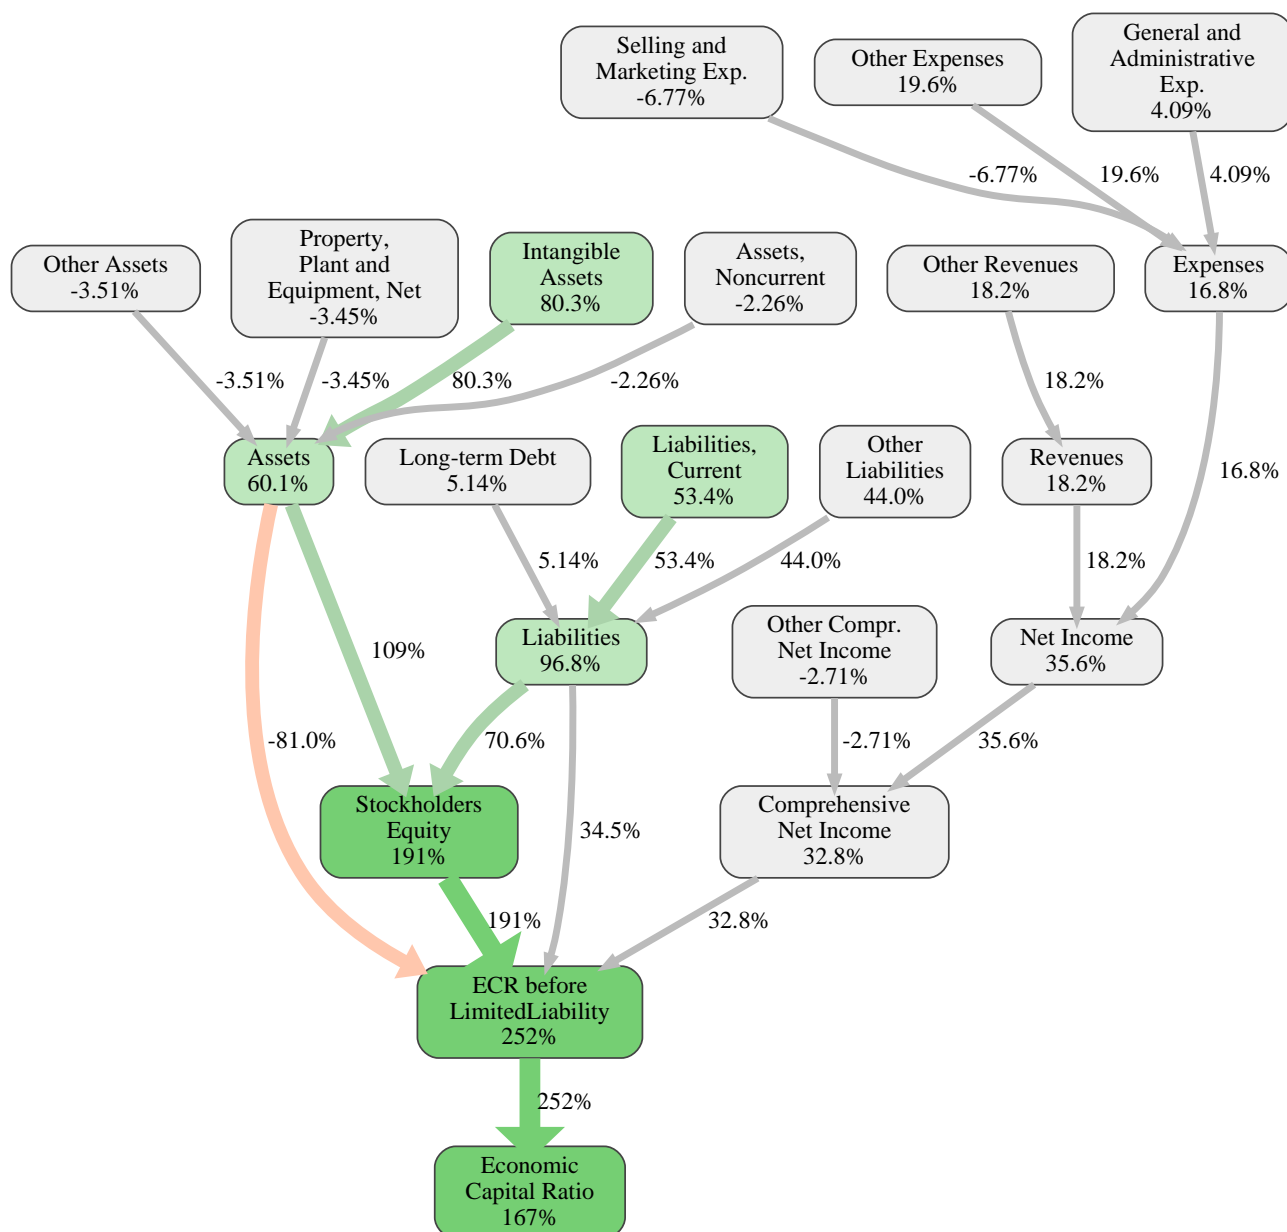 Selling and
Marketing Exp.
-6.77%
Other Expenses
19.6%
General and
Administrative
Exp.
4.09%
-6.77%
19.6%
4.09%
Other Assets
-3.51%
Property,
Plant and
Equipment, Net
-3.45%
Intangible
Assets
80.3%
Assets,
Noncurrent
-2.26%
Other Revenues
18.2%
Expenses
16.8%
-3.51%
-3.45%
80.3%
-2.26%
18.2%
Assets
60.1%
Long-term Debt
5.14%
Liabilities,
Current
53.4%
Other
Liabilities
44.0%
Revenues
18.2%
16.8%
5.14%
53.4%
44.0%
18.2%
Liabilities
96.8%
Other Compr.
Net Income
-2.71%
Net Income
35.6%
109%
-81.0%
70.6%
-2.71%
35.6%
Stockholders
Equity
191%
34.5%
Comprehensive
Net Income
32.8%
191%
32.8%
ECR before
LimitedLiability
252%
252%
Economic
Capital Ratio
167%